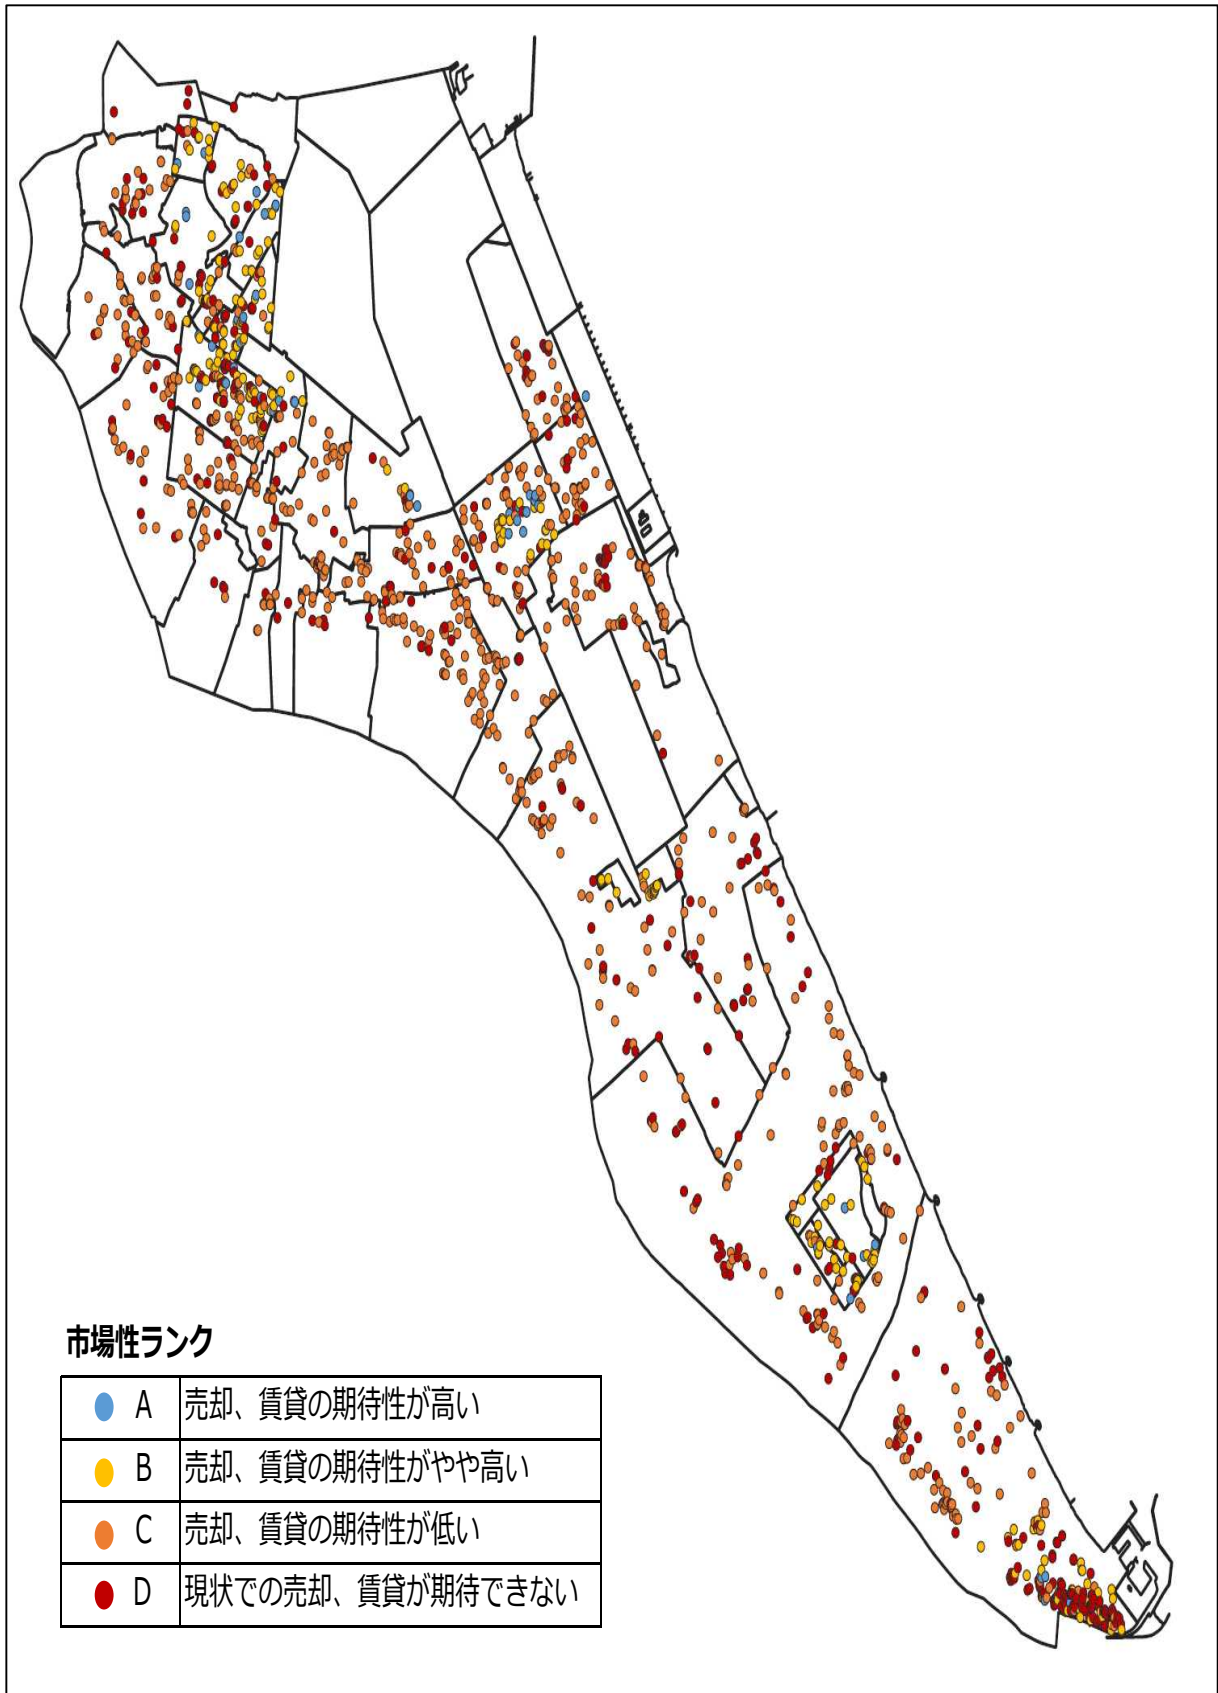 市場性ランク
A 売却、賃貸の期待性が高い
B 売却、賃貸の期待性がやや高い
C 売却、賃貸の期待性が低い
D 現状での売却、賃貸が期待できない